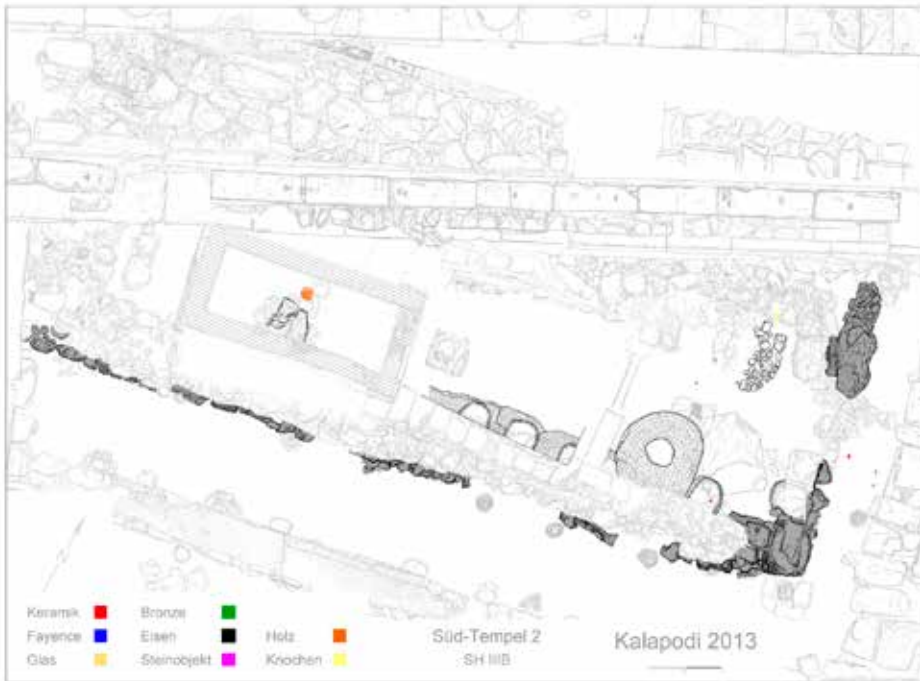 Keramik Bronze
Fayence Eisen Holz
Glas Steinobjekt Knochen
Süd-Tempel 2
SH IIIB
Kalapodi 2013